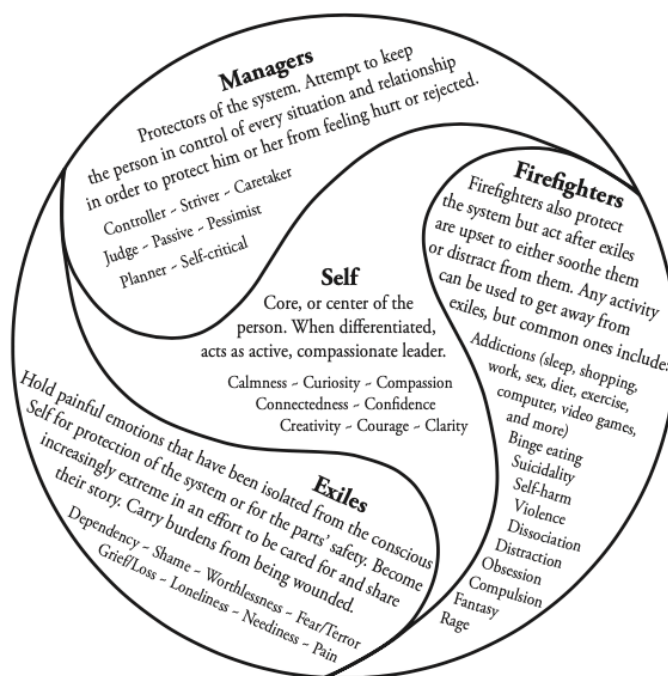 Managers
Protectors of the system. Attempt to keep
the person in control of every situation and relationship
in order to protect him or her from feeling hurt or rejected.
Controller ~ Striver ~ Caretaker
Judge ~ Passive ~ Pessimist
Planner ~ Self-critical
Firefighters
Firefighters also protect
the system but act after exiles
are upset to either soothe them
or distract from them. Any activity
can be used to get away from
exiles, but common ones include:
Addictions (sleep, shopping,
work, sex, diet, exercise,
computer, video games,
and more)
Binge eating
Suicidality
Self-harm
Violence
Dissociation
Distraction
Obsession
Compulsion
Fantasy
Rage
Self
Core, or center of the
person. When differentiated,
acts as active, compassionate leader.
Calmness ~ Curiosity ~ Compassion
Connectedness ~ Confidence
Creativity ~ Courage ~ Clarity
Exiles
Hold painful emotions that have been isolated from the conscious
Self for protection of the system or for the parts' safety. Become
increasingly extreme in an effort to be cared for and share
their story. Carry burdens from being wounded.
Dependency ~ Shame ~ Worthlessness ~ Fear/Terror
Grief/Loss ~ Loneliness ~ Neediness ~ Pain